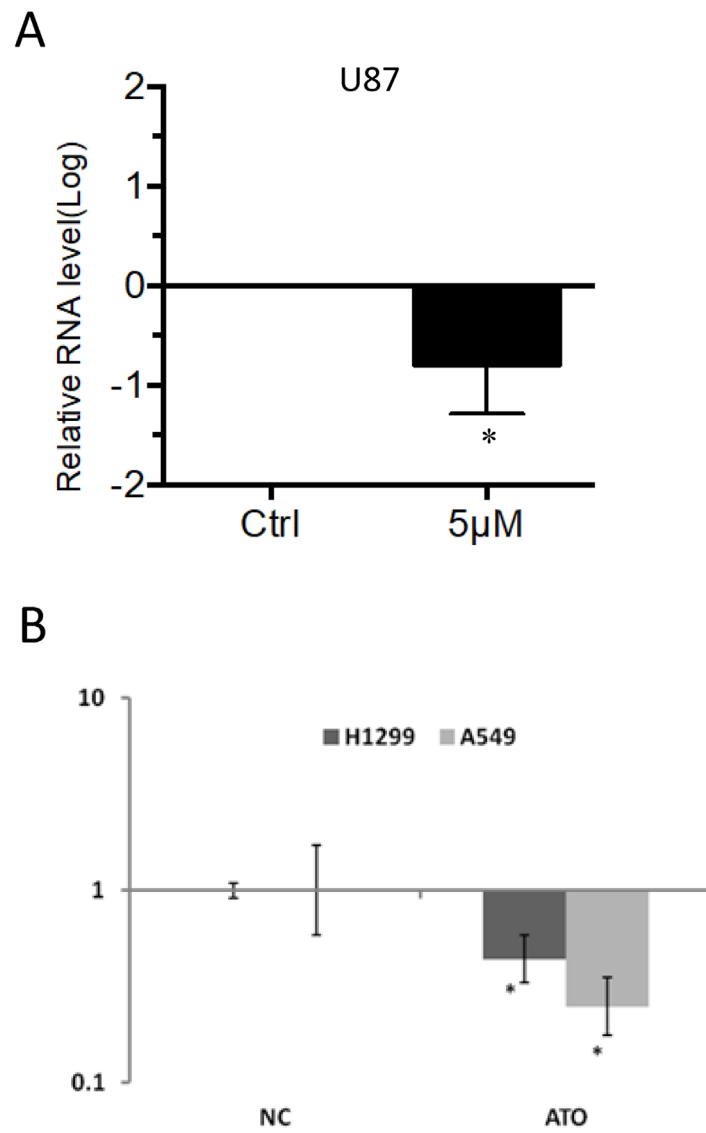 A
U87
Relative RNA level(Log)
2
1
0
-1
-2
*
Ctrl 5μM
B
10
H1299 A549
1
*
*
0.1
NC ATO